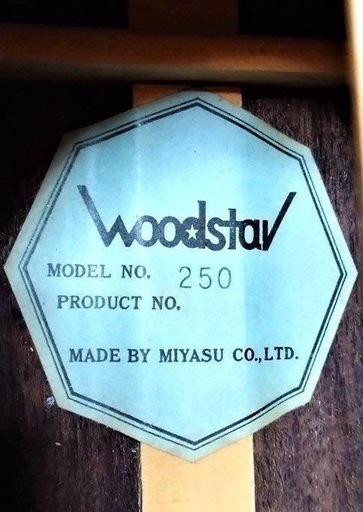 Woodstar
MODEL NO. 250
PRODUCT NO.
MADE BY MIYASU CO.,LTD.